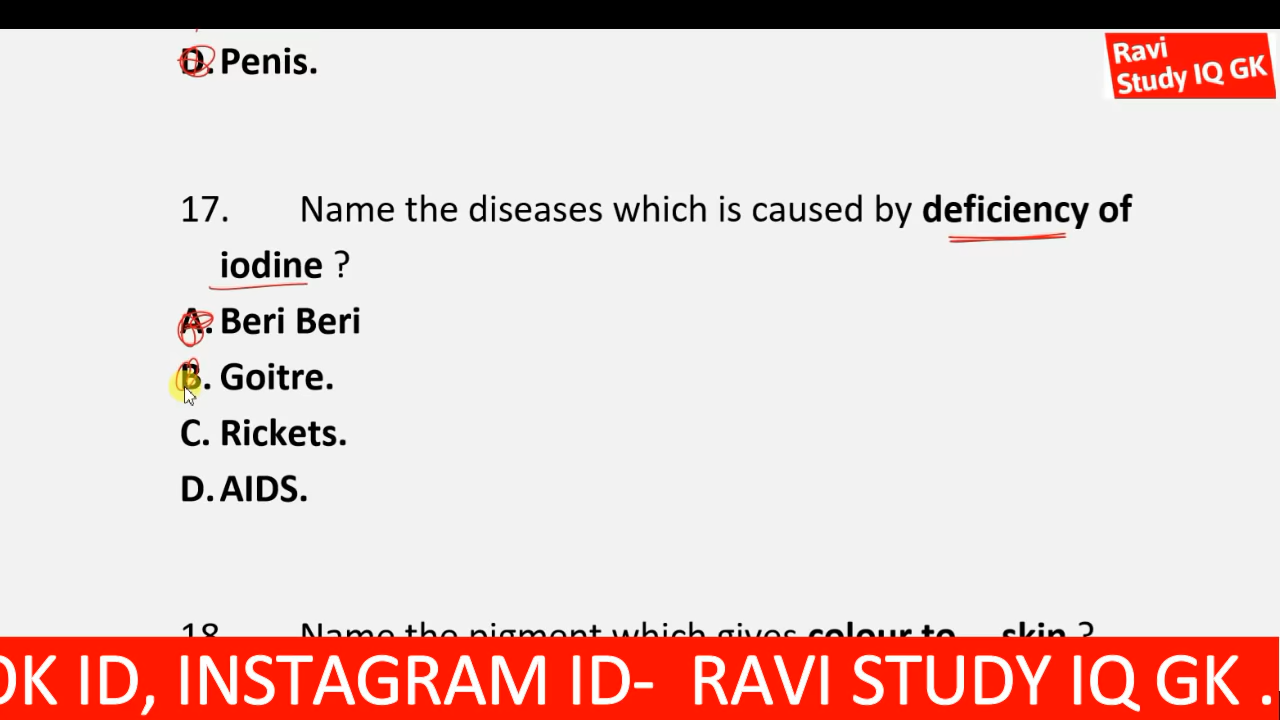 D. Penis.
Ravi
Study IQ GK
17. Name the diseases which is caused by deficiency of
iodine ?
A. Beri Beri
B. Goitre.
C. Rickets.
D. AIDS.
18. Name the pigment which gives colour to skin ?
OK ID, INSTAGRAM ID- RAVI STUDY IQ GK .